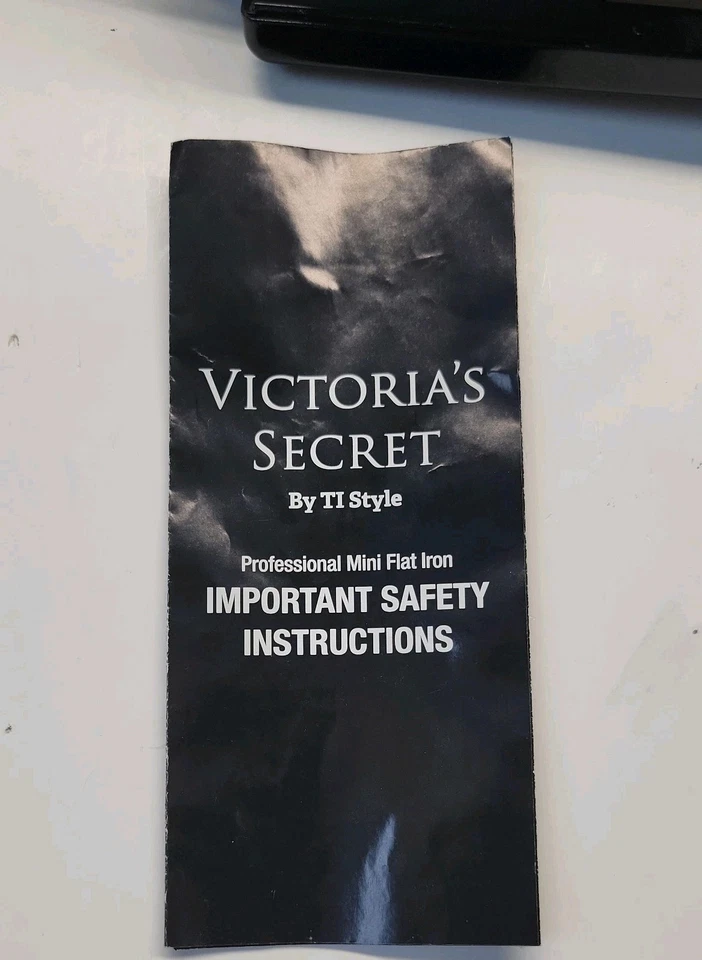 VICTORIA'S
SECRET
By TI Style
Professional Mini Flat Iron
IMPORTANT SAFETY
INSTRUCTIONS